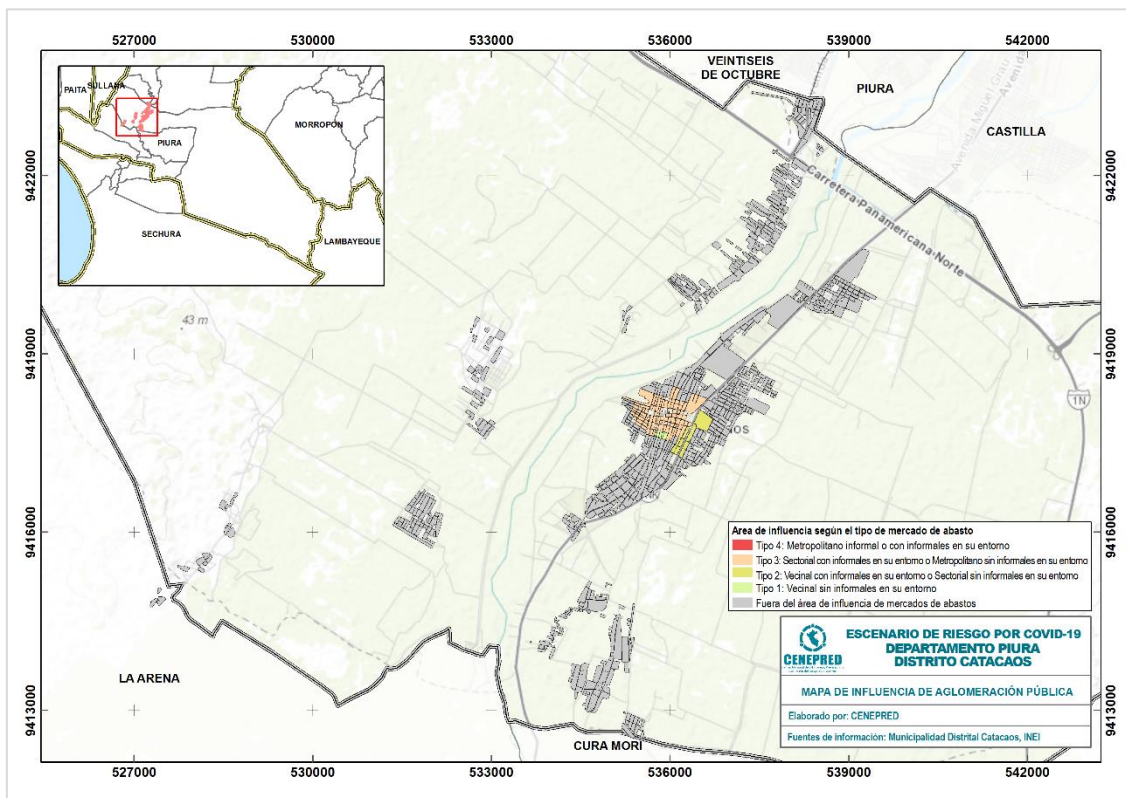 527000 530000 533000 536000 539000 542000
VEINTISEIS
DE OCTUBRE
PIURA
CASTILLA
PAITA
SULLANA
MORROPON
PIURA
SECHURA
LAMBAYEQUE
Avenida Miguel Grau
Avenida
Carretera Panamericana Norte
9422000
9422000
43 m
9419000
9419000
1N
OS
9416000
9416000
Area de influencia según el tipo de mercado de abasto
Tipo 4: Metropolitano informal o con informales en su entorno
Tipo 3: Sectorial con informales en su entorno o Metropolitano sin informales en su entorno
Tipo 2: Vecinal con informales en su entorno o Sectorial sin informales en su entorno
Tipo 1: Vecinal sin informales en su entorno
Fuera del área de influencia de mercados de abastos
CENEPRED
ESCENARIO DE RIESGO POR COVID-19
DEPARTAMENTO PIURA
DISTRITO CATACAOS
MAPA DE INFLUENCIA DE AGLOMERACIÓN PÚBLICA
Elaborado por: CENEPRED
Fuentes de información: Municipalidad Distrital Catacaos, INEI
LA ARENA
9413000
9413000
CURA MORI
527000 530000 533000 536000 539000 542000